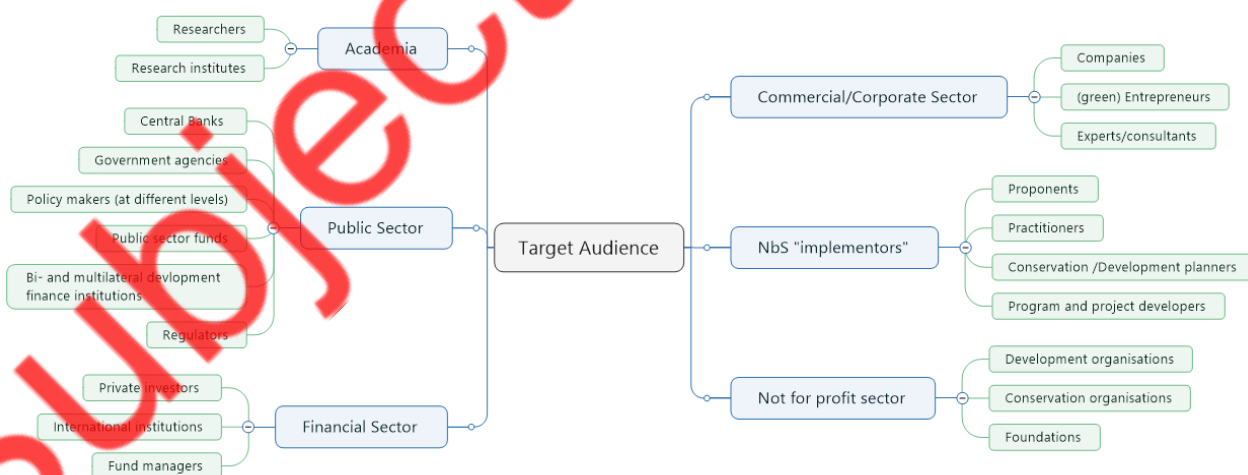 Researchers
Academia
Research institutes
Central Banks
Government agencies
Policy makers (at different levels)
Public Sector
Public sector funds
Bi- and multilateral devlopment
finance institutions
Regulators
Private investors
International institutions
Financial Sector
Fund managers
Target Audience
Commercial/Corporate Sector
Companies
(green) Entrepreneurs
Experts/consultants
NbS "implementors"
Proponents
Practitioners
Conservation /Development planners
Program and project developers
Not for profit sector
Development organisations
Conservation organisations
Foundations
ubjec